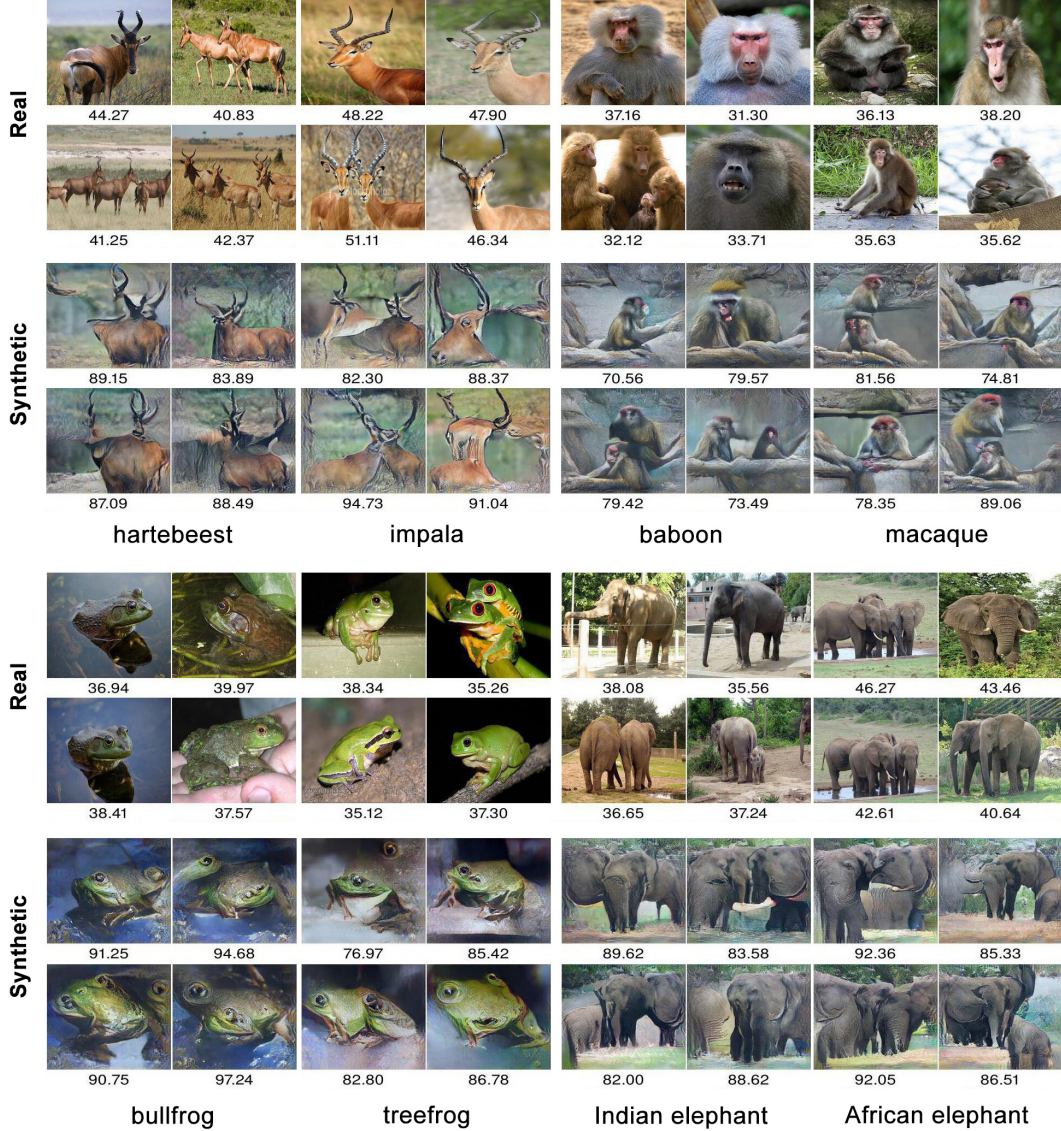 Real
44.27 40.83 48.22 47.90 37.16 31.30 36.13 38.20
41.25 42.37 51.11 46.34 32.12 33.71 35.63 35.62
Synthetic
89.15 83.89 82.30 88.37 70.56 79.57 81.56 74.81
87.09 88.49 94.73 91.04 79.42 73.49 78.35 89.06
hartebeest impala baboon macaque
Real
36.94 39.97 38.34 35.26 38.08 35.56 46.27 43.46
38.41 37.57 35.12 37.30 36.65 37.24 42.61 40.64
Synthetic
91.25 94.68 76.97 85.42 89.62 83.58 92.36 85.33
90.75 97.24 82.80 86.78 82.00 88.62 92.05 86.51
bullfrog treefrog Indian elephant African elephant